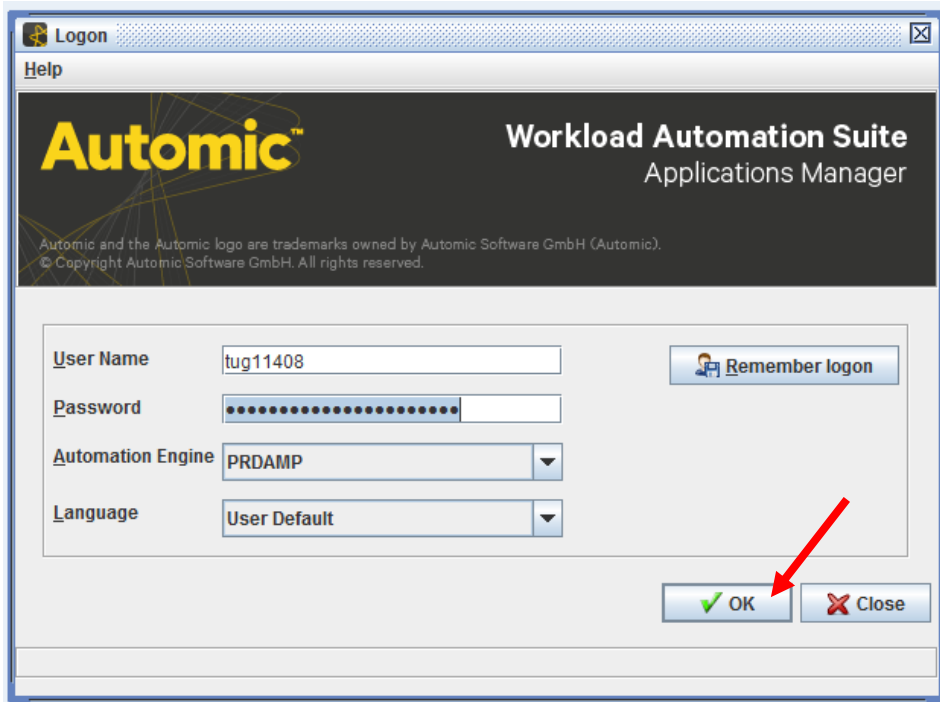 Logon
Help
Automic™
Workload Automation Suite
Applications Manager
Automic and the Automic logo are trademarks owned by Automic Software GmbH (Automic).
© Copyright Automic Software GmbH. All rights reserved.
User Name
tug11408
Remember logon
Password
••••••••••••••••••••••
Automation Engine
PRDAMP
Language
User Default
OK
Close